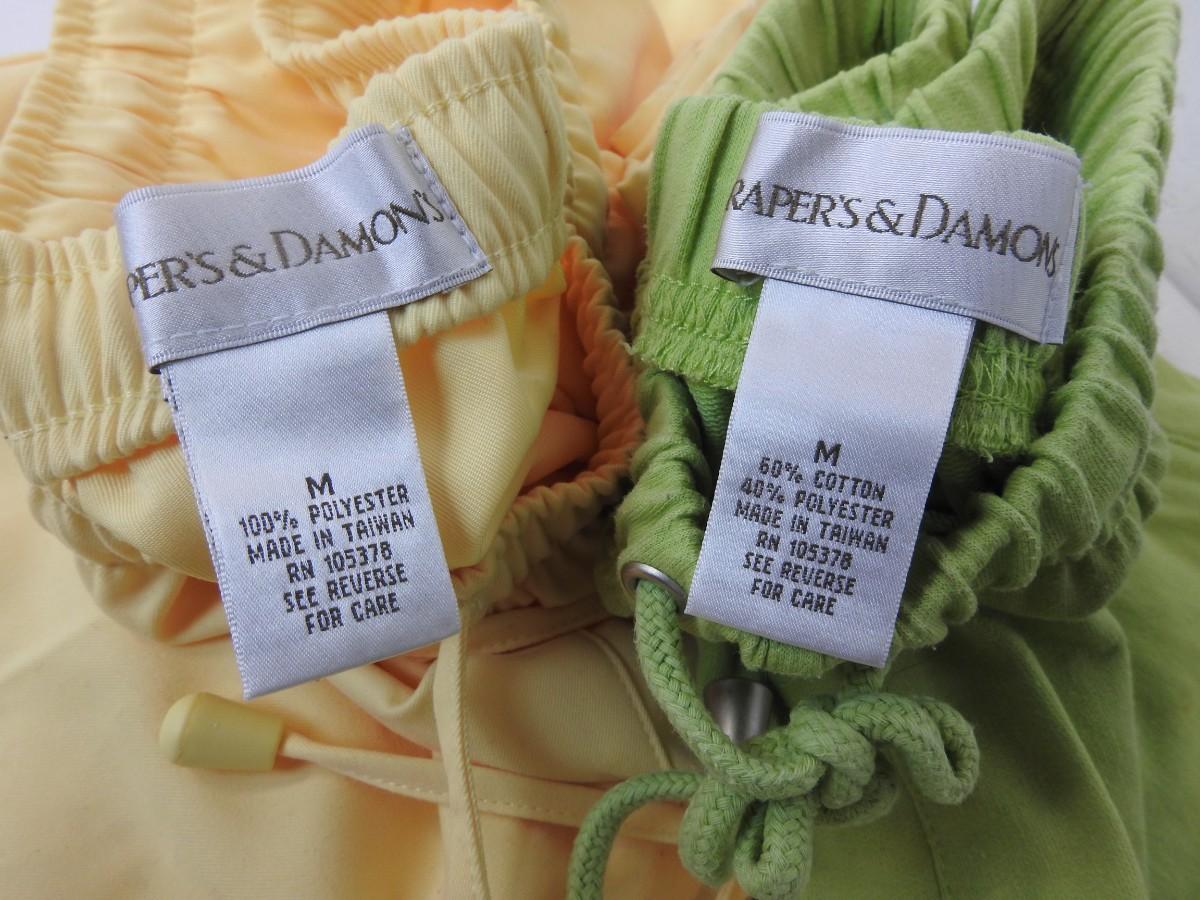 PER'S & DAMON'S
M
100% POLYESTER
MADE IN TAIWAN
RN 105378
SEE REVERSE
FOR CARE
RAPER'S & DAMON'S
M
60% COTTON
40% POLYESTER
MADE IN TAIWAN
RN 105378
SEE REVERSE
FOR CARE